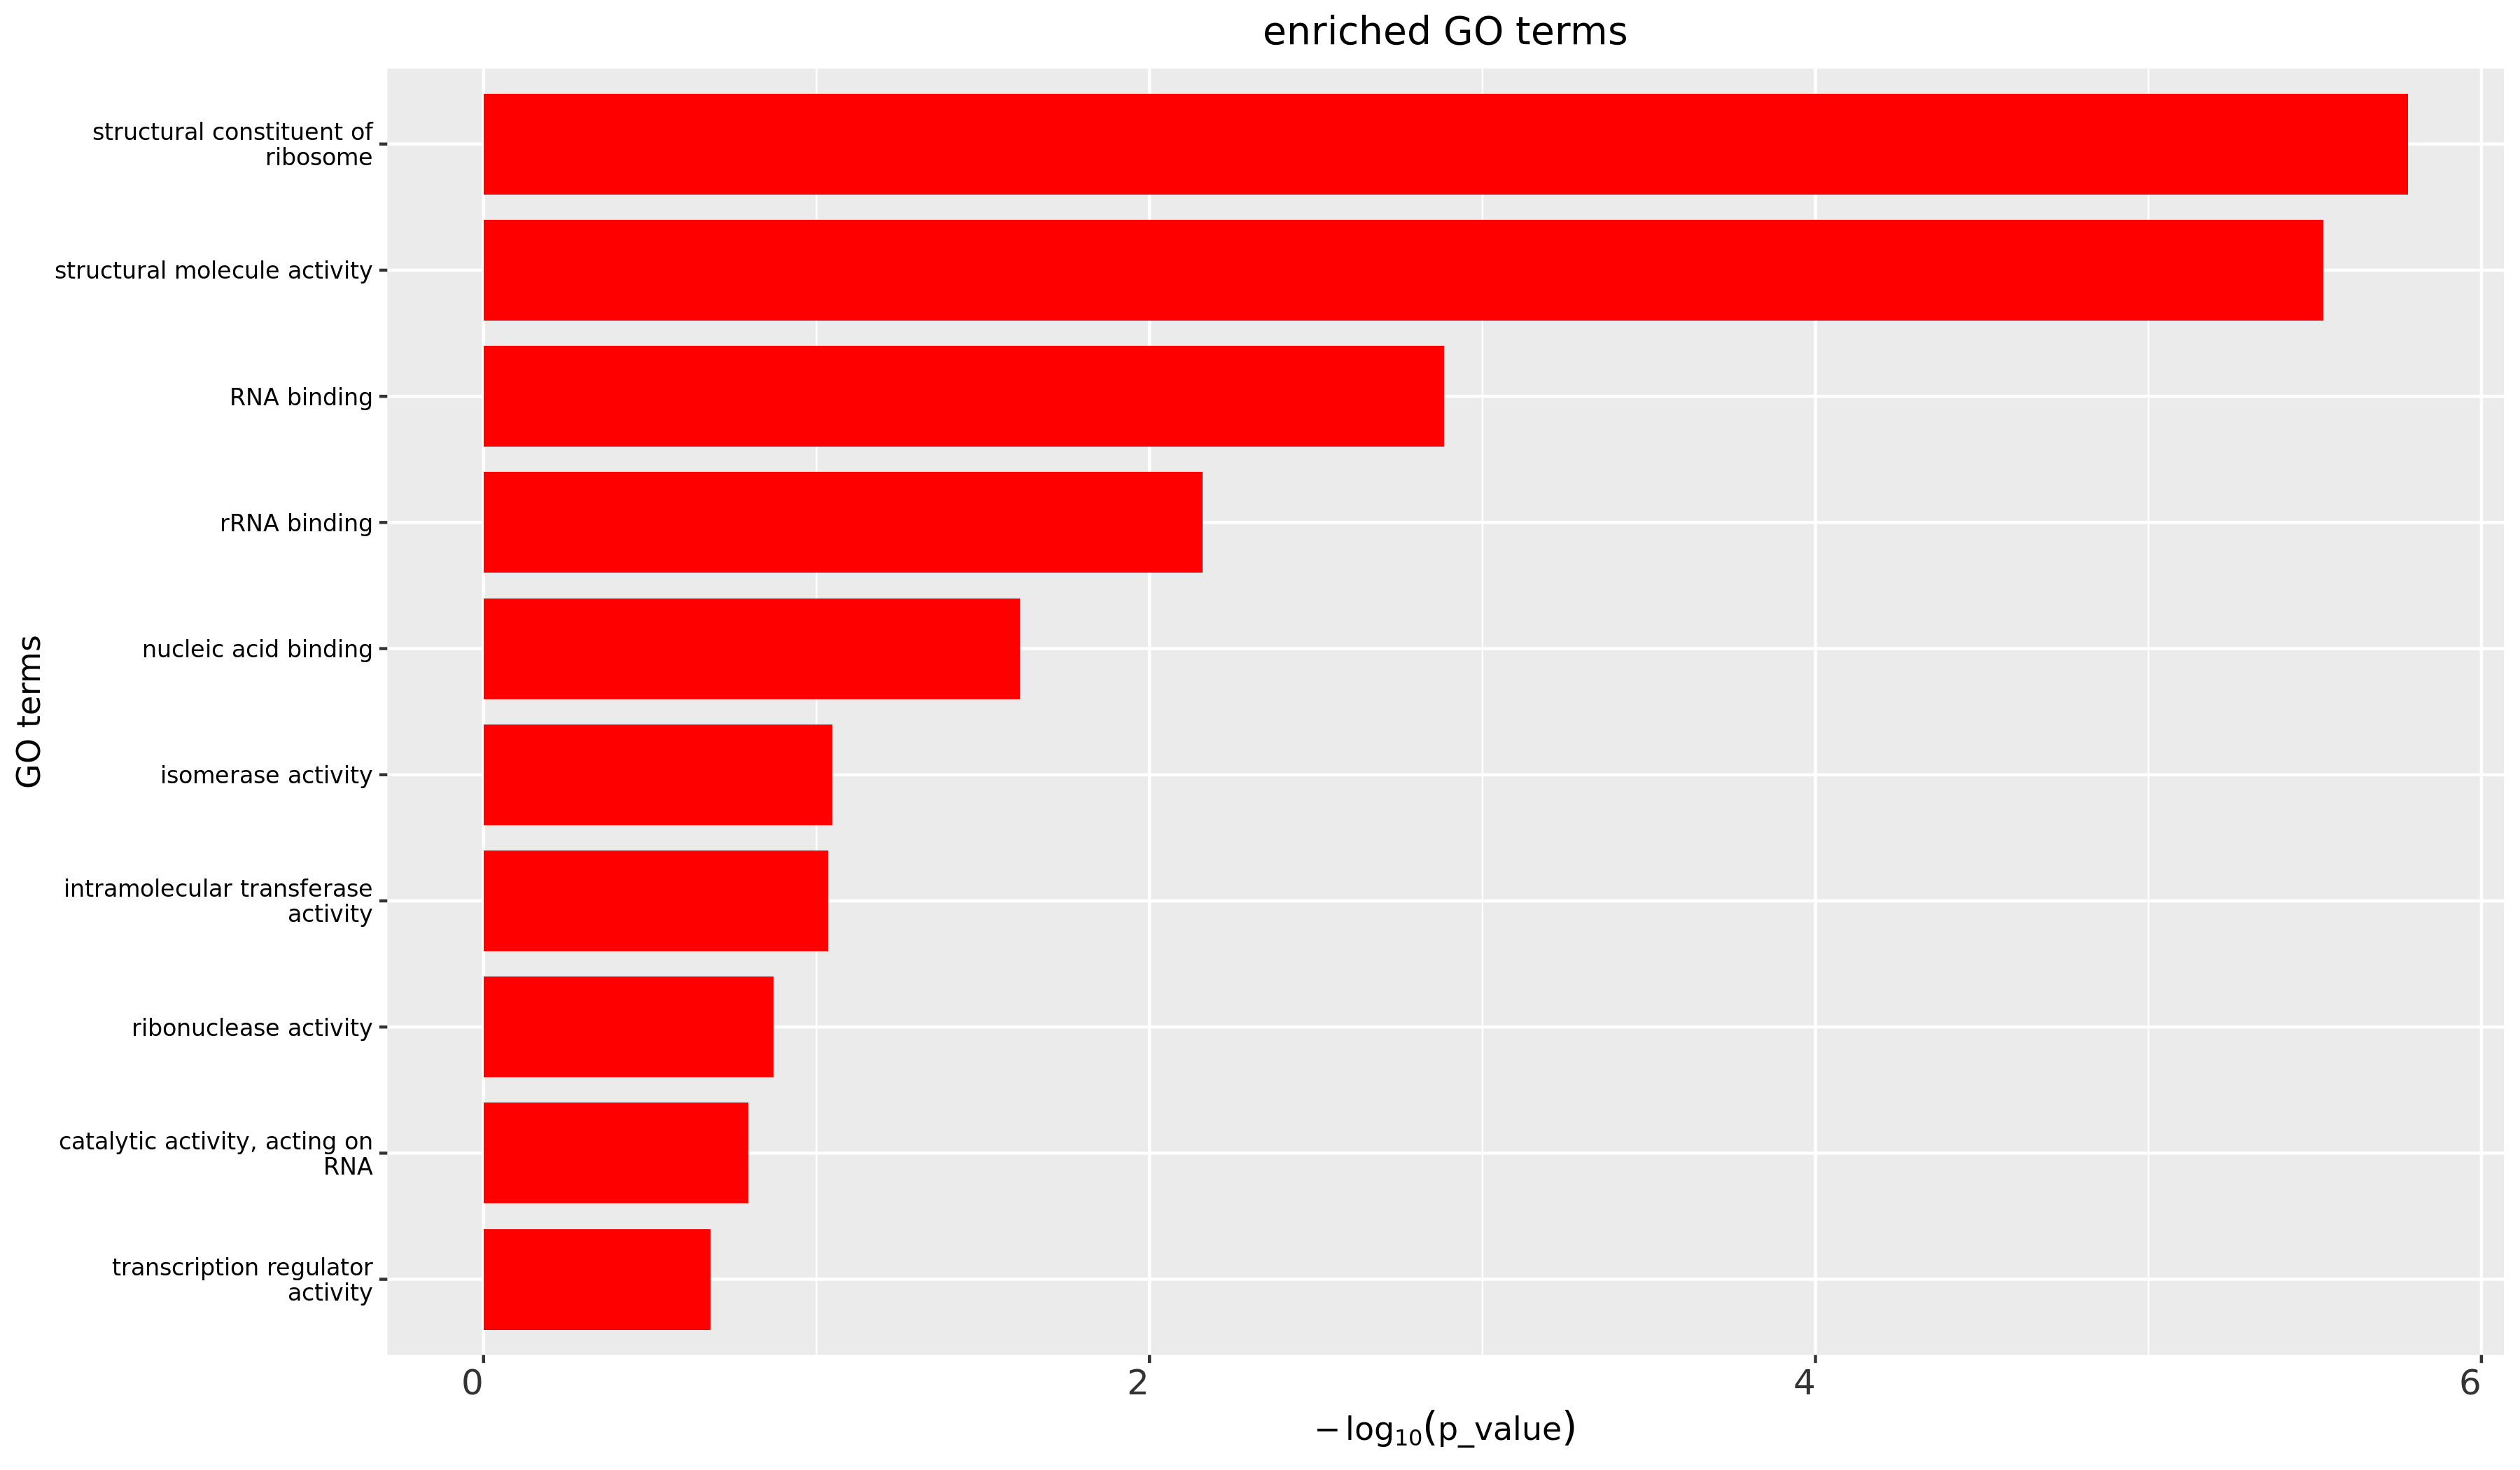 enriched GO terms
structural constituent of
ribosome
structural molecule activity
RNA binding
rRNA binding
nucleic acid binding
isomerase activity
intramolecular transferase
activity
ribonuclease activity
catalytic activity, acting on
RNA
transcription regulator
activity
GO terms
0 2 4 6
−log₁₀(p_value)